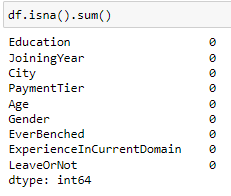 df.isna().sum()
Education 0
JoiningYear 0
City 0
PaymentTier 0
Age 0
Gender 0
EverBenched 0
ExperienceInCurrentDomain 0
LeaveOrNot 0
dtype: int64